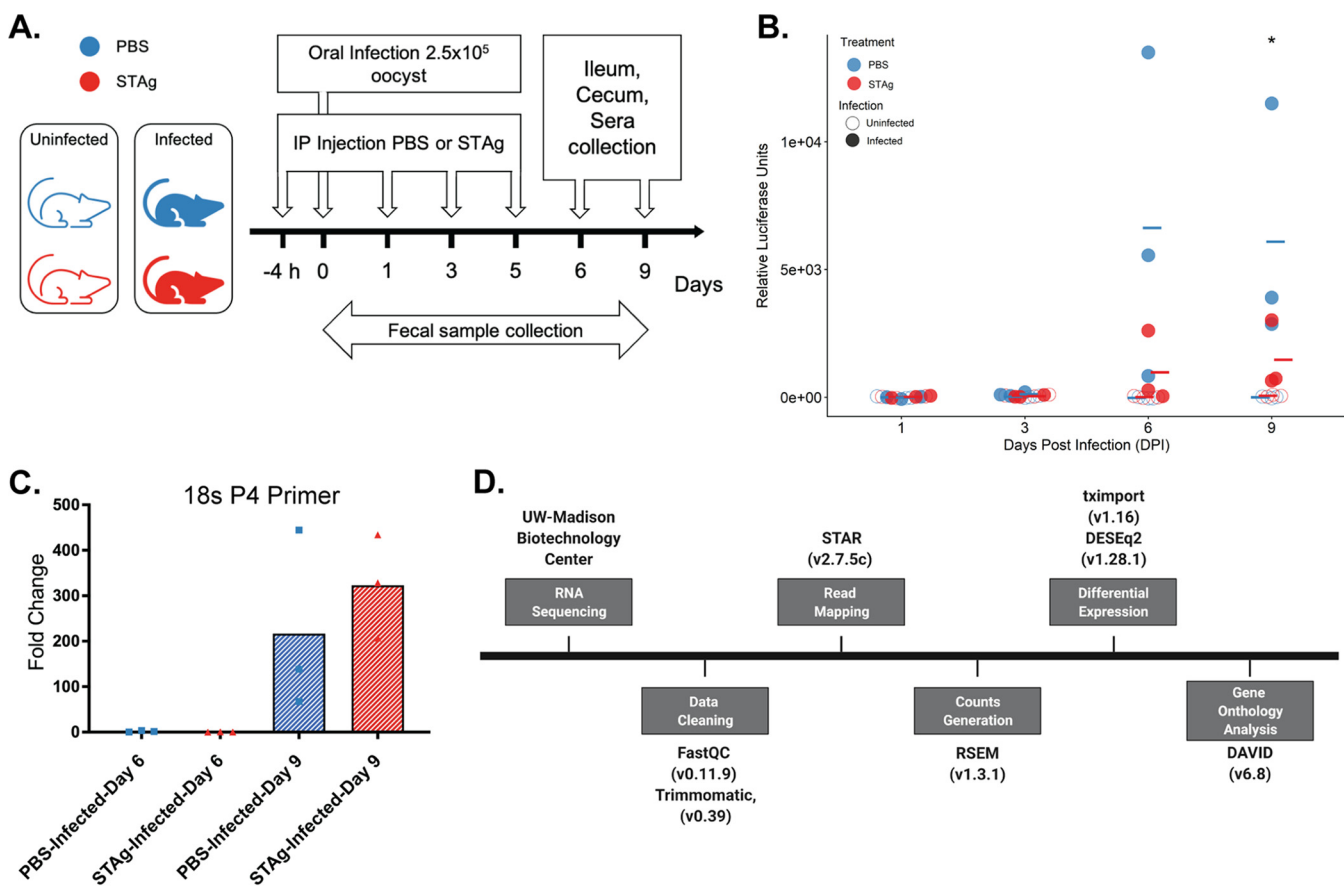 A.
PBS
STAg
Uninfected
Infected
Oral Infection 2.5x10⁵
oocyst
IP Injection PBS or STAg
Ileum,
Cecum,
Sera
collection
-4 h
0
1
3
5
6
9
Days
Fecal sample collection
B.
Treatment
PBS
STAg
Infection
Uninfected
Infected
*
Relative Luciferase Units
1e+04
5e+03
0e+00
1
3
6
9
Days Post Infection (DPI)
C.
18s P4 Primer
Fold Change
500
400
300
200
100
0
PBS-Infected-Day 6
STAg-Infected-Day 6
PBS-Infected-Day 9
STAg-Infected-Day 9
D.
UW-Madison
Biotechnology
Center
RNA
Sequencing
Data
Cleaning
FastQC
(v0.11.9)
Trimmomatic,
(v0.39)
STAR
(v2.7.5c)
Read
Mapping
Counts
Generation
RSEM
(v1.3.1)
tximport
(v1.16)
DESEq2
(v1.28.1)
Differential
Expression
Gene
Onthology
Analysis
DAVID
(v6.8)